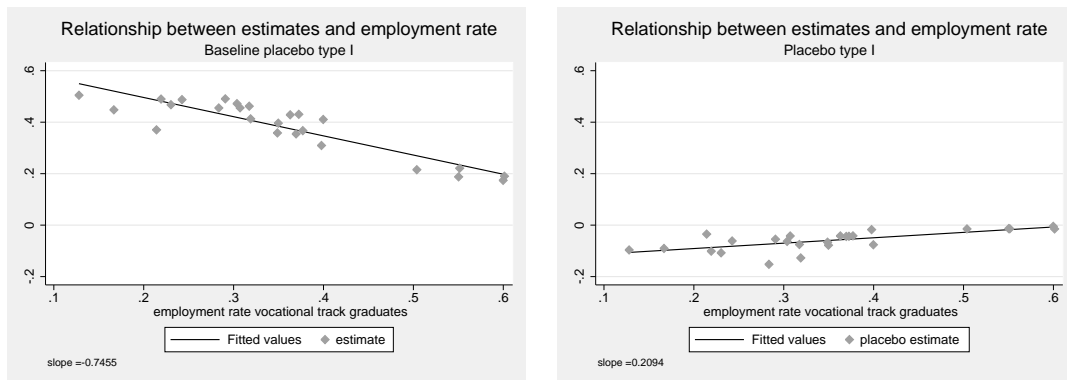 Relationship between estimates and employment rate
Baseline placebo type I
.6
.4
.2
0
-.2
.1 .2 .3 .4 .5 .6
employment rate vocational track graduates
Fitted values estimate
slope =-0.7455
Relationship between estimates and employment rate
Placebo type I
.6
.4
.2
0
-.2
.1 .2 .3 .4 .5 .6
employment rate vocational track graduates
Fitted values placebo estimate
slope =0.2094